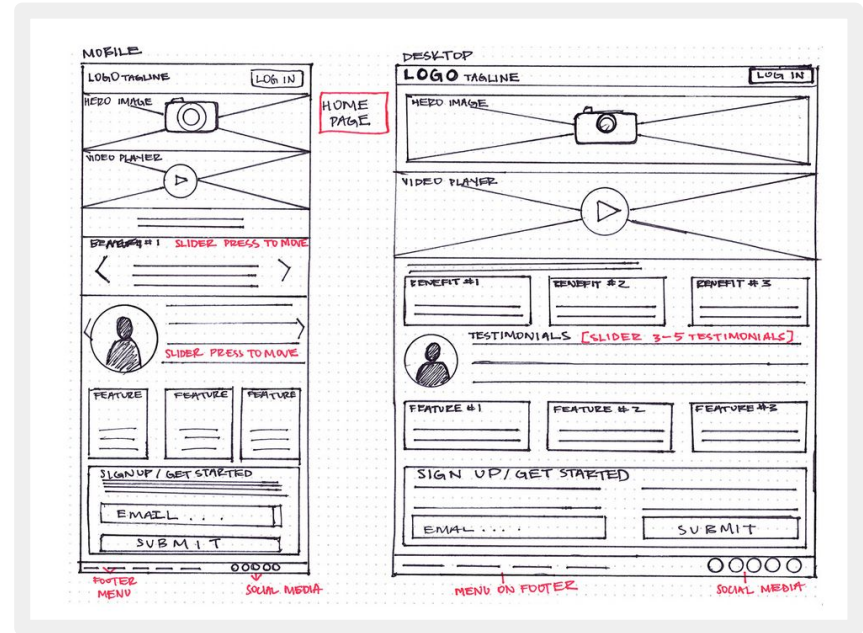 MOBILE
LOGO TAGLINE
LOG IN
HERO IMAGE
VIDEO PLAYER
#1 SLIDER PRESS TO MOVE
SLIDER PRESS TO MOVE
FEATURE
FEATURE
FEATURE
SIGN UP / GET STARTED
EMAIL ...
SUBMIT
FOOTER
MENU
SOCIAL MEDIA
HOME
PAGE
DESKTOP
LOGO TAGLINE
LOG IN
HERO IMAGE
VIDEO PLAYER
BENEFIT #1
BENEFIT #2
BENEFIT #3
TESTIMONIALS [SLIDER 3-5 TESTIMONIALS]
FEATURE #1
FEATURE #2
FEATURE #3
SIGN UP / GET STARTED
EMAL ....
SUBMIT
MENU ON FOOTER
SOCIAL MEDIA